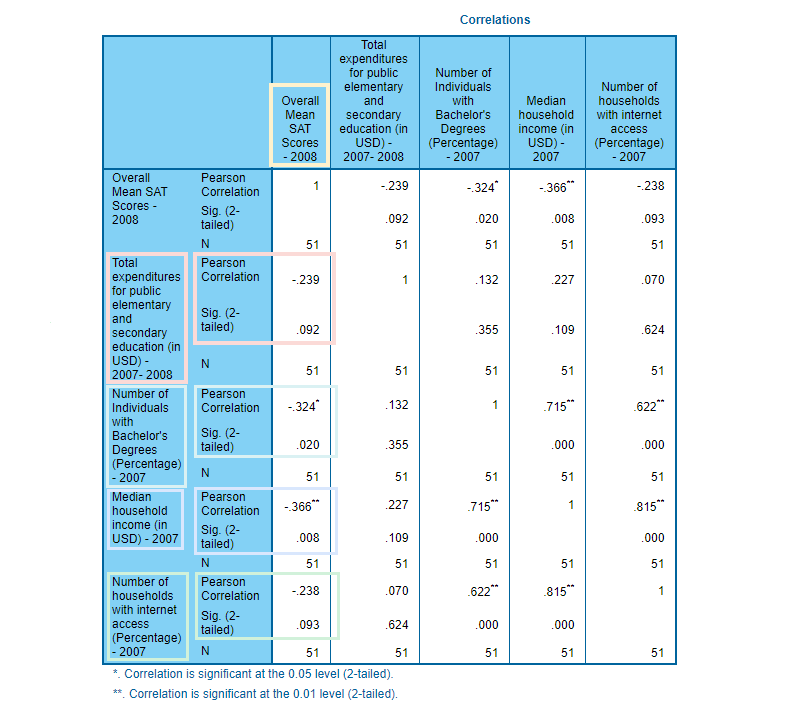 Correlations
Overall
Mean
SAT
Scores
- 2008
Total
expenditures
for public
elementary
and
secondary
education (in
USD) -
2007- 2008
Number of
Individuals
with
Bachelor's
Degrees
(Percentage)
- 2007
Median
household
income (in
USD) -
2007
Number of
households
with internet
access
(Percentage)
- 2007
Overall
Mean SAT
Scores -
2008
Pearson
Correlation
1 -.239 -.324* -.366** -.238
Sig. (2-
tailed)
.092 .020 .008 .093
N 51 51 51 51 51
Total
expenditures
for public
elementary
and
secondary
education (in
USD) -
2007- 2008
Pearson
Correlation
-.239 1 .132 .227 .070
Sig. (2-
tailed)
.092 .355 .109 .624
N 51 51 51 51 51
Number of
Individuals
with
Bachelor's
Degrees
(Percentage)
- 2007
Pearson
Correlation
-.324* .132 1 .715** .622**
Sig. (2-
tailed)
.020 .355 .000 .000
N 51 51 51 51 51
Median
household
income (in
USD) - 2007
Pearson
Correlation
-.366** .227 .715** 1 .815**
Sig. (2-
tailed)
.008 .109 .000 .000
N 51 51 51 51 51
Number of
households
with internet
access
(Percentage)
- 2007
Pearson
Correlation
-.238 .070 .622** .815** 1
Sig. (2-
tailed)
.093 .624 .000 .000
N 51 51 51 51 51
*. Correlation is significant at the 0.05 level (2-tailed).
**. Correlation is significant at the 0.01 level (2-tailed).